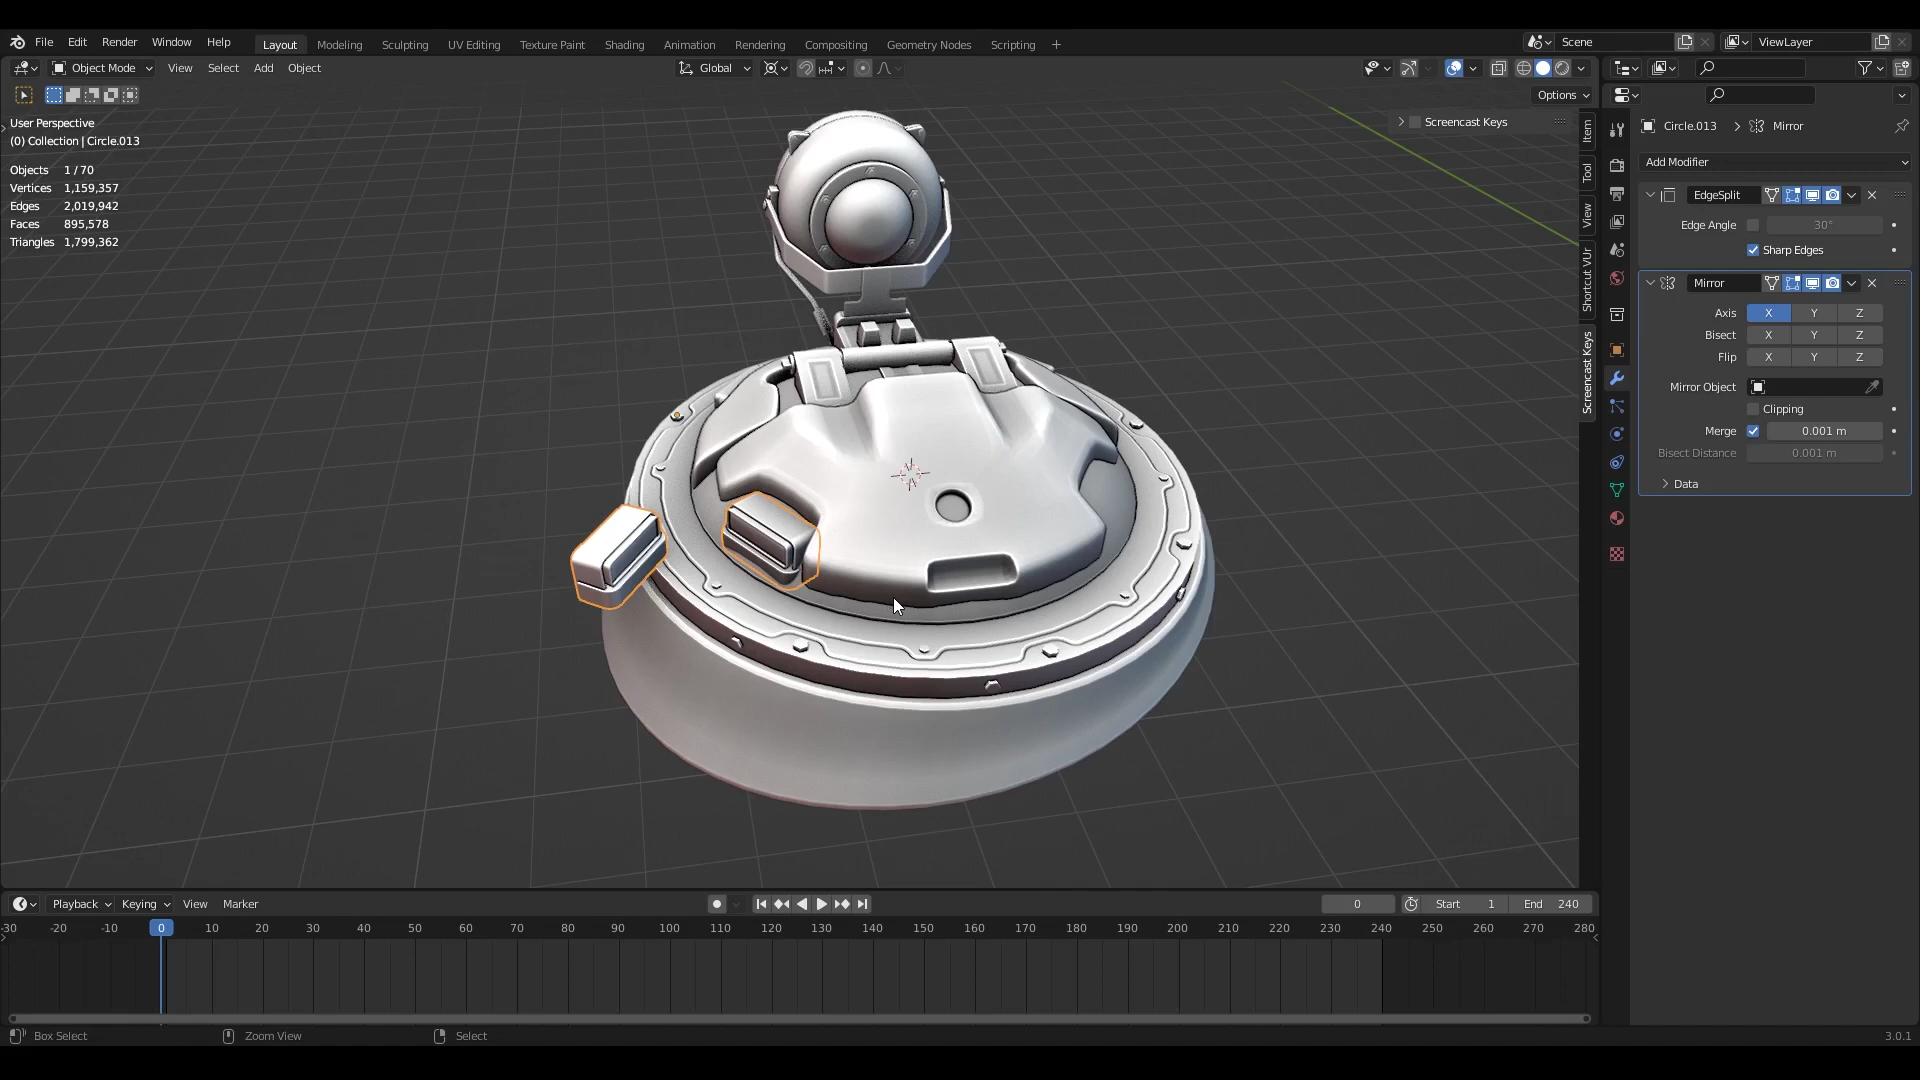 File Edit Render Window Help Layout Modeling Sculpting UV Editing Texture Paint Shading Animation Rendering Compositing Geometry Nodes Scripting + Scene ViewLayer
Object Mode View Select Add Object Global
Options
User Perspective
(0) Collection | Circle.013
Objects 1 / 70
Vertices 1,159,357
Edges 2,019,942
Faces 895,578
Triangles 1,799,362
Screencast Keys
Item
Tool
View
Shortcut VUr
Screencast Keys
Circle.013 > Mirror
Add Modifier
EdgeSplit
Edge Angle 30°
Sharp Edges
Mirror
Axis X Y Z
Bisect X Y Z
Flip X Y Z
Mirror Object
Clipping
Merge 0.001 m
Bisect Distance 0.001 m
Data
Playback Keying View Marker 0 Start 1 End 240
-30 -20 -10 0 10 20 30 40 50 60 70 80 90 100 110 120 130 140 150 160 170 180 190 200 210 220 230 240 250 260 270 280
Box Select Zoom View Select 3.0.1